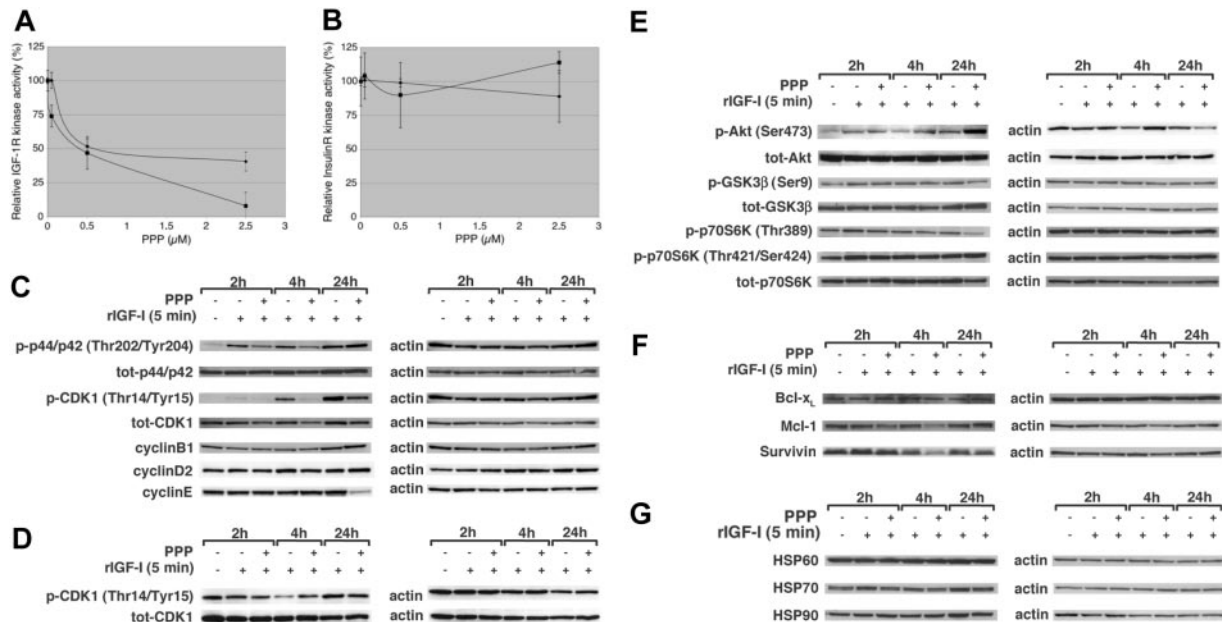 A
Relative IGF-1R kinase activity (%)
125
100
75
50
25
0
0 0.5 1 1.5 2 2.5 3
PPP (µM)
B
Relative InsulinR kinase activity (%)
125
100
75
50
25
0
0 0.5 1 1.5 2 2.5 3
PPP (µM)
C
2h 4h 24h 2h 4h 24h
PPP - - + - + - + - - + - + - +
rIGF-I (5 min) - + + + + + + - + + + + + +
p-p44/p42 (Thr202/Tyr204) actin
tot-p44/p42 actin
p-CDK1 (Thr14/Tyr15) actin
tot-CDK1 actin
cyclinB1 actin
cyclinD2 actin
cyclinE actin
D
2h 4h 24h 2h 4h 24h
PPP - - + - + - + - - + - + - +
rIGF-I (5 min) - + + + + + + - + + + + + +
p-CDK1 (Thr14/Tyr15) actin
tot-CDK1 actin
E
2h 4h 24h 2h 4h 24h
PPP - - + - + - + - - + - + - +
rIGF-I (5 min) - + + + + + + - + + + + + +
p-Akt (Ser473) actin
tot-Akt actin
p-GSK3β (Ser9) actin
tot-GSK3β actin
p-p70S6K (Thr389) actin
p-p70S6K (Thr421/Ser424) actin
tot-p70S6K actin
F
2h 4h 24h 2h 4h 24h
PPP - - + - + - + - - + - + - +
rIGF-I (5 min) - + + + + + + - + + + + + +
Bcl-xL actin
Mcl-1 actin
Survivin actin
G
2h 4h 24h 2h 4h 24h
PPP - - + - + - + - - + - + - +
rIGF-I (5 min) - + + + + + + - + + + + + +
HSP60 actin
HSP70 actin
HSP90 actin